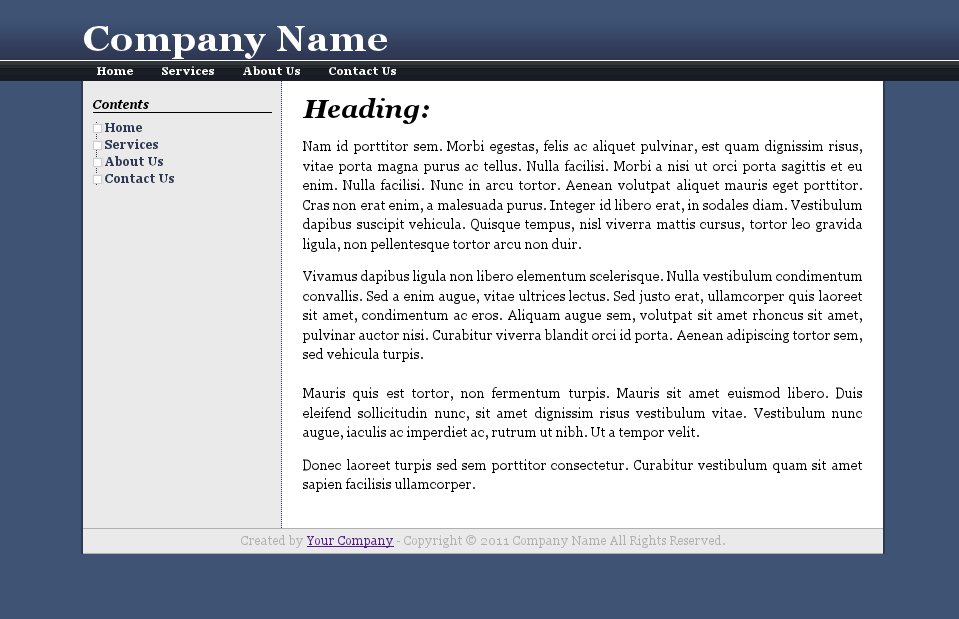 Company Name
Home Services About Us Contact Us
Contents
Home
Services
About Us
Contact Us
Heading:
Nam id porttitor sem. Morbi egestas, felis ac aliquet pulvinar, est quam dignissim risus,
vitae porta magna purus ac tellus. Nulla facilisi. Morbi a nisi ut orci porta sagittis et eu
enim. Nulla facilisi. Nunc in arcu tortor. Aenean volutpat aliquet mauris eget porttitor.
Cras non erat enim, a malesuada purus. Integer id libero erat, in sodales diam. Vestibulum
dapibus suscipit vehicula. Quisque tempus, nisl viverra mattis cursus, tortor leo gravida
ligula, non pellentesque tortor arcu non duir.
Vivamus dapibus ligula non libero elementum scelerisque. Nulla vestibulum condimentum
convallis. Sed a enim augue, vitae ultrices lectus. Sed justo erat, ullamcorper quis laoreet
sit amet, condimentum ac eros. Aliquam augue sem, volutpat sit amet rhoncus sit amet,
pulvinar auctor nisi. Curabitur viverra blandit orci id porta. Aenean adipiscing tortor sem,
sed vehicula turpis.
Mauris quis est tortor, non fermentum turpis. Mauris sit amet euismod libero. Duis
eleifend sollicitudin nunc, sit amet dignissim risus vestibulum vitae. Vestibulum nunc
augue, iaculis ac imperdiet ac, rutrum ut nibh. Ut a tempor velit.
Donec laoreet turpis sed sem porttitor consectetur. Curabitur vestibulum quam sit amet
sapien facilisis ullamcorper.
Created by Your Company - Copyright © 2011 Company Name All Rights Reserved.